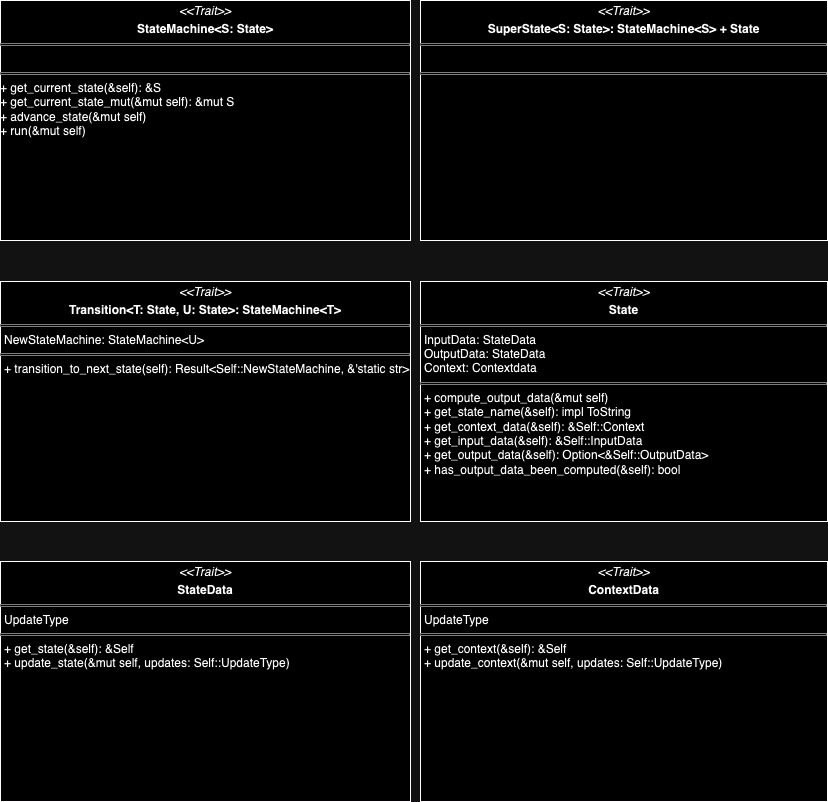 <<Trait>>
StateMachine<S: State>
+ get_current_state(&self): &S
+ get_current_state_mut(&mut self): &mut S
+ advance_state(&mut self)
+ run(&mut self)
<<Trait>>
SuperState<S: State>: StateMachine<S> + State
<<Trait>>
Transition<T: State, U: State>: StateMachine<T>
NewStateMachine: StateMachine<U>
+ transition_to_next_state(self): Result<Self::NewStateMachine, &'static str>
<<Trait>>
State
InputData: StateData
OutputData: StateData
Context: Contextdata
+ compute_output_data(&mut self)
+ get_state_name(&self): impl ToString
+ get_context_data(&self): &Self::Context
+ get_input_data(&self): &Self::InputData
+ get_output_data(&self): Option<&Self::OutputData>
+ has_output_data_been_computed(&self): bool
<<Trait>>
StateData
UpdateType
+ get_state(&self): &Self
+ update_state(&mut self, updates: Self::UpdateType)
<<Trait>>
ContextData
UpdateType
+ get_context(&self): &Self
+ update_context(&mut self, updates: Self::UpdateType)